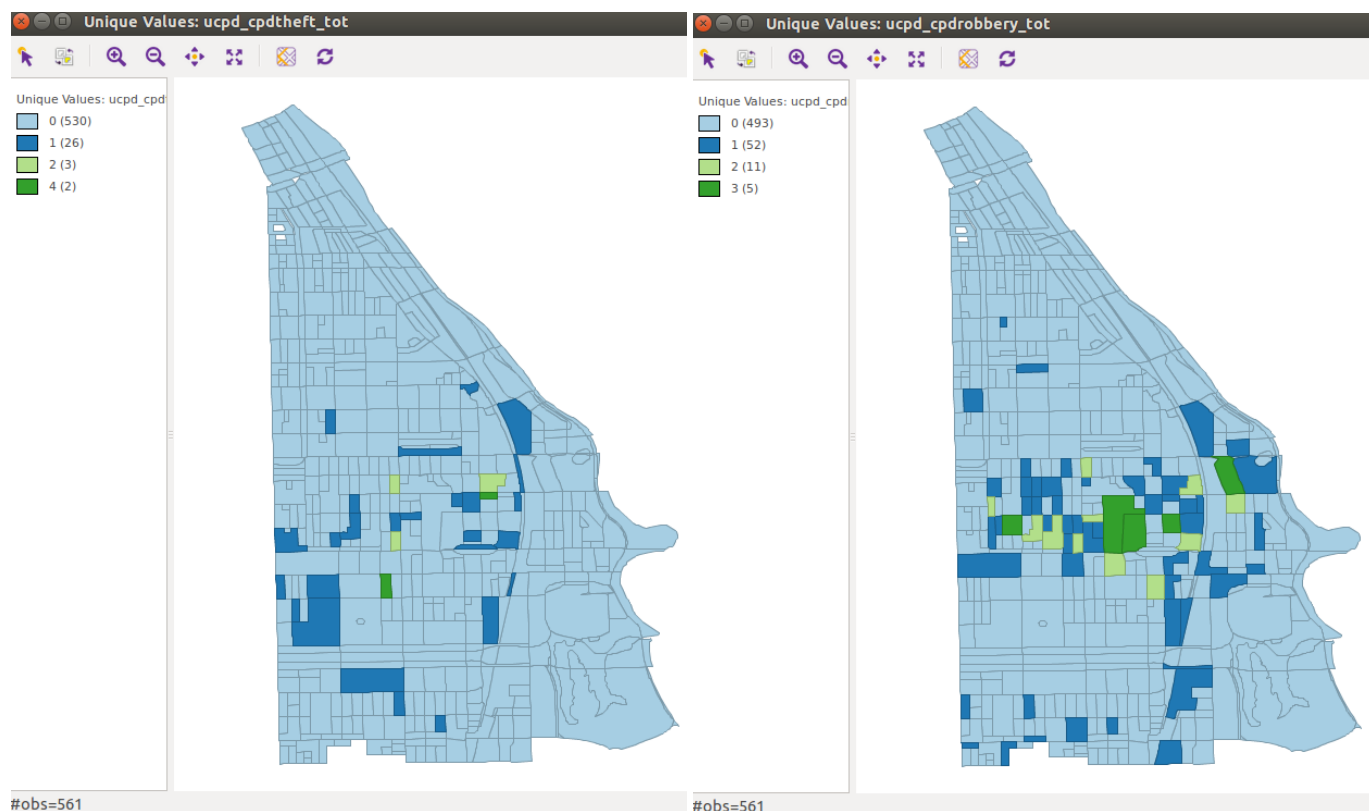 Unique Values: ucpd_cpdtheft_tot
Unique Values: ucpd_cpd
0 (530)
1 (26)
2 (3)
4 (2)
#obs=561
Unique Values: ucpd_cpdrobbery_tot
Unique Values: ucpd_cpd
0 (493)
1 (52)
2 (11)
3 (5)
#obs=561